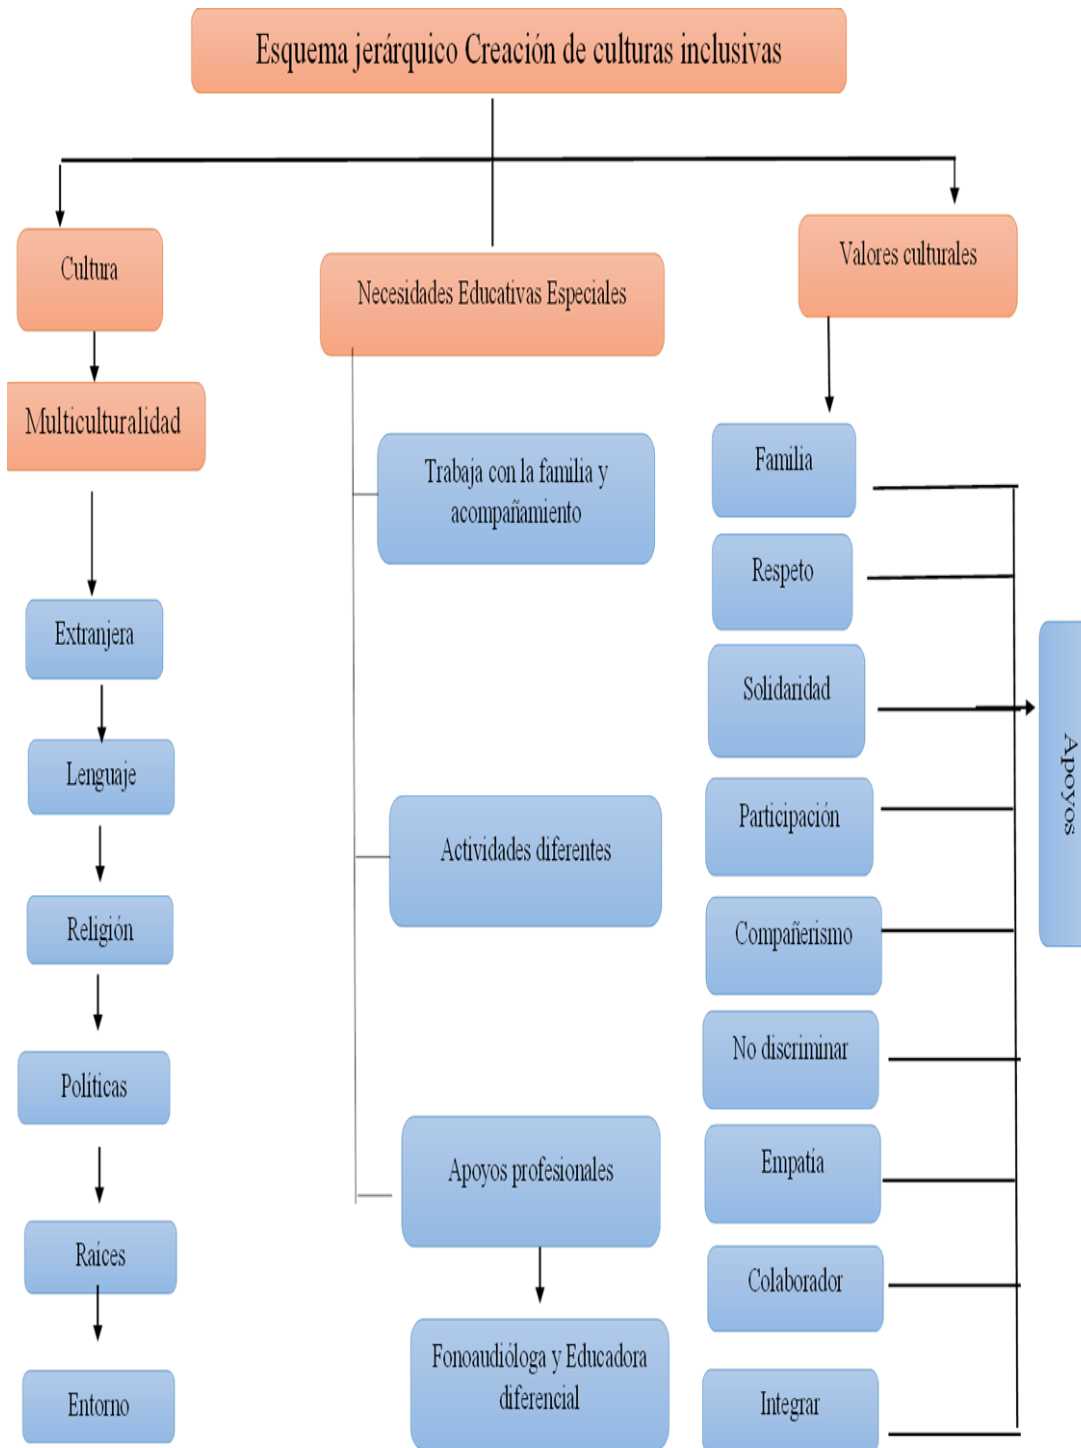 Esquema jerárquico Creación de culturas inclusivas
Cultura
Multiculturalidad
Extranjera
Lenguaje
Religión
Políticas
Raíces
Entorno
Necesidades Educativas Especiales
Trabaja con la familia y
acompañamiento
Actividades diferentes
Apoyos profesionales
Fonoaudióloga y Educadora
diferencial
Valores culturales
Familia
Respeto
Solidaridad
Participación
Compañerismo
No discriminar
Empatía
Colaborador
Integrar
Apoyos